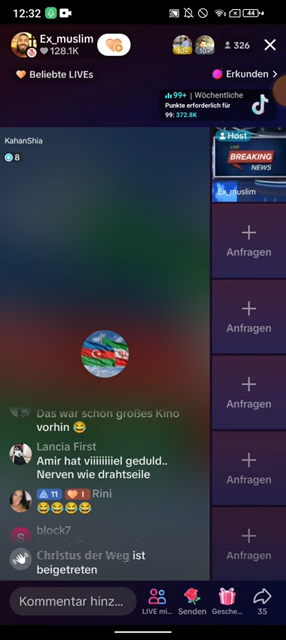 12:32
44
Ex_muslim
128.1K
326
Beliebte LIVEs
Erkunden
99+ | Wöchentliche
Punkte erforderlich für
99: 372.8K
KahanShia
8
Host
LIVE
BREAKING
NEWS
Ex_muslim
Anfragen
Anfragen
Anfragen
Anfragen
Anfragen
Das war schon großes Kino
vorhin 😂
Lancia First
Amir hat viiiiiiiel geduld..
Nerven wie drahtseile
11 1 Rini
😂😂😂😂
S
block7
Christus der Weg ist
beigetreten
Kommentar hinz...
LIVE mi...
Senden
Gesche...
35